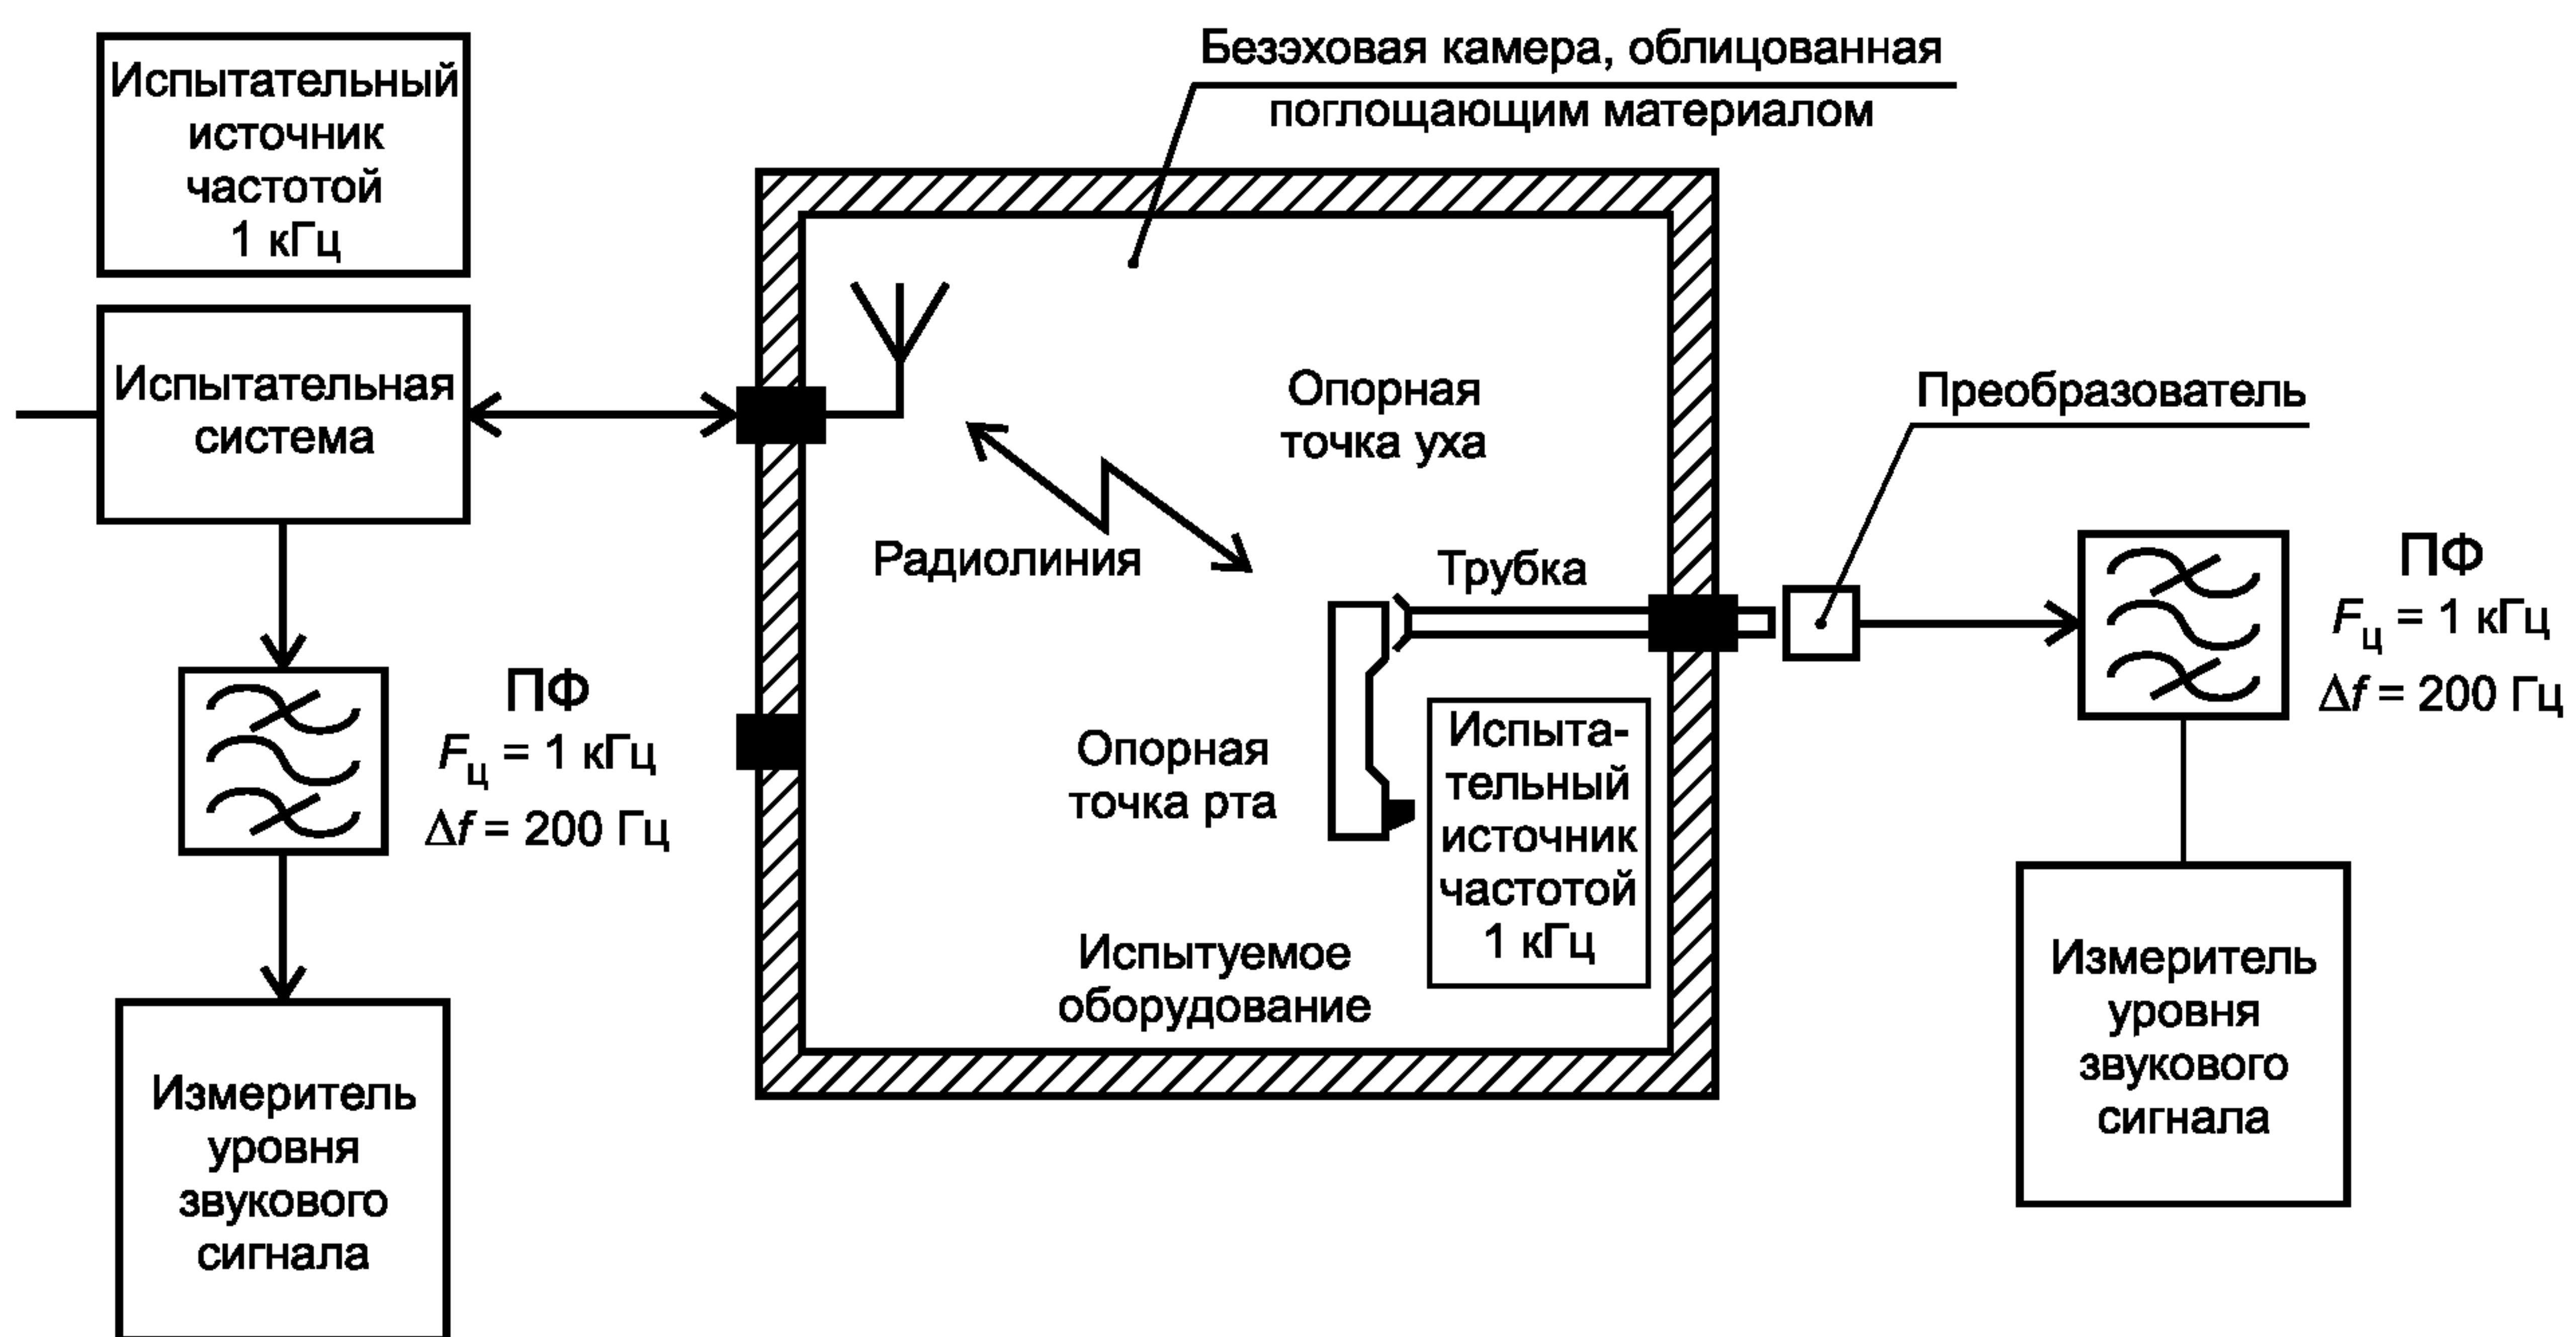 Безэховая камера, облицованная
поглощающим материалом
Испытательный
источник
частотой
1 кГц
Испытательная
система
Опорная
точка уха
Преобразователь
Радиолиния
Трубка
ПФ
Fц = 1 кГц
Δf = 200 Гц
ПФ
Fц = 1 кГц
Δf = 200 Гц
Опорная
точка рта
Испыта-
тельный
источник
частотой
1 кГц
Испытуемое
оборудование
Измеритель
уровня
звукового
сигнала
Измеритель
уровня
звукового
сигнала